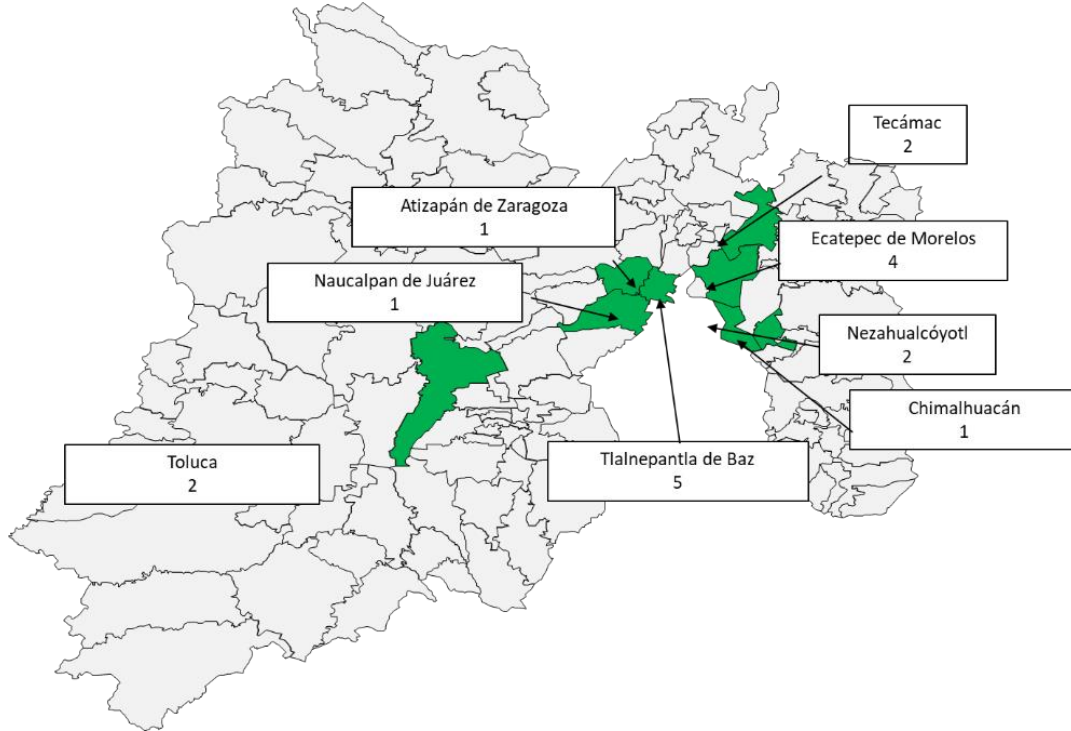 Tecámac
2
Atizapán de Zaragoza
1
Ecatepec de Morelos
4
Naucalpan de Juárez
1
Nezahualcóyotl
2
Chimalhuacán
1
Toluca
2
Tlalnepantla de Baz
5